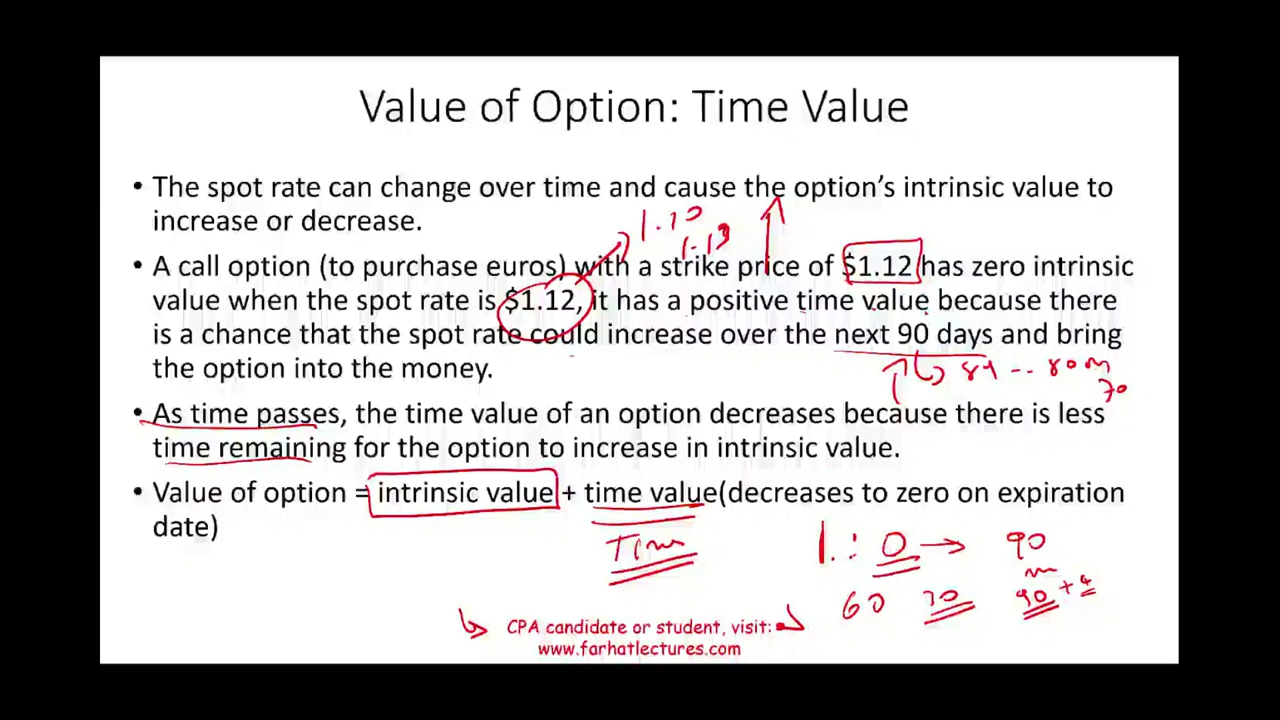 Value of Option: Time Value
• The spot rate can change over time and cause the option's intrinsic value to
increase or decrease.
1.13
• A call option (to purchase euros) with a strike price of $1.12 has zero intrinsic
value when the spot rate is $1.12, it has a positive time value because there
is a chance that the spot rate could increase over the next 90 days and bring
the option into the money.
89 -- 80
70
• As time passes, the time value of an option decreases because there is less
time remaining for the option to increase in intrinsic value.
• Value of option = intrinsic value + time value(decreases to zero on expiration
date)
Time
0 → 90
60 30 90
CPA candidate or student, visit:
www.farhatlectures.com